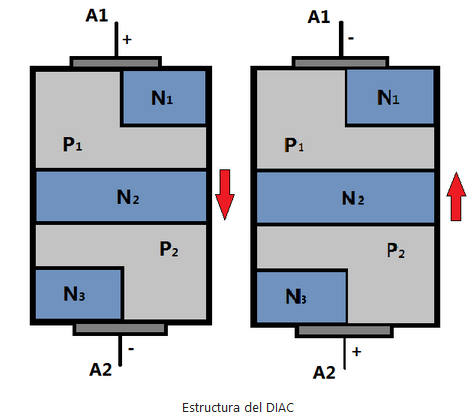 A1
+
N1
P1
N2
P2
N3
-
A2
A1
-
N1
P1
N2
P2
N3
+
A2
Estructura del DIAC